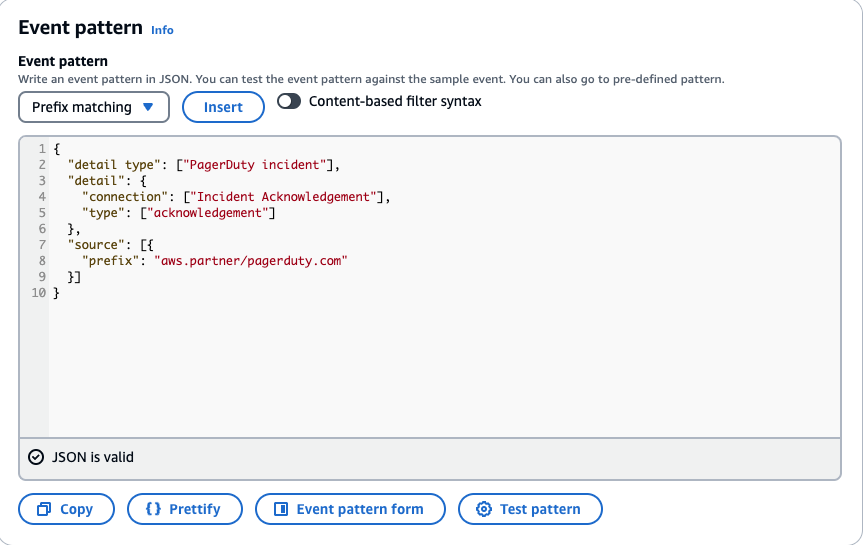 Event pattern Info
Event pattern
Write an event pattern in JSON. You can test the event pattern against the sample event. You can also go to pre-defined pattern.
Prefix matching Insert Content-based filter syntax
1 {
2 "detail type": ["PagerDuty incident"],
3 "detail": {
4 "connection": ["Incident Acknowledgement"],
5 "type": ["acknowledgement"]
6 },
7 "source": [{
8 "prefix": "aws.partner/pagerduty.com"
9 }]
10 }
JSON is valid
Copy {} Prettify Event pattern form Test pattern